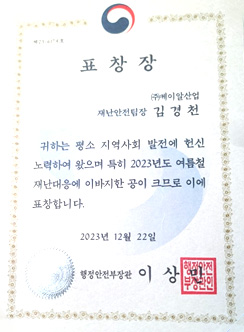 표창장
(주)케이알산업
재난안전팀장 김경천
귀하는 평소 지역사회 발전에 헌신
노력하여 왔으며 특히 2023년도 여름철
재난대응에 이바지한 공이 크므로 이에
표창합니다.
2023년 12월 22일
행정안전부장관 이상민